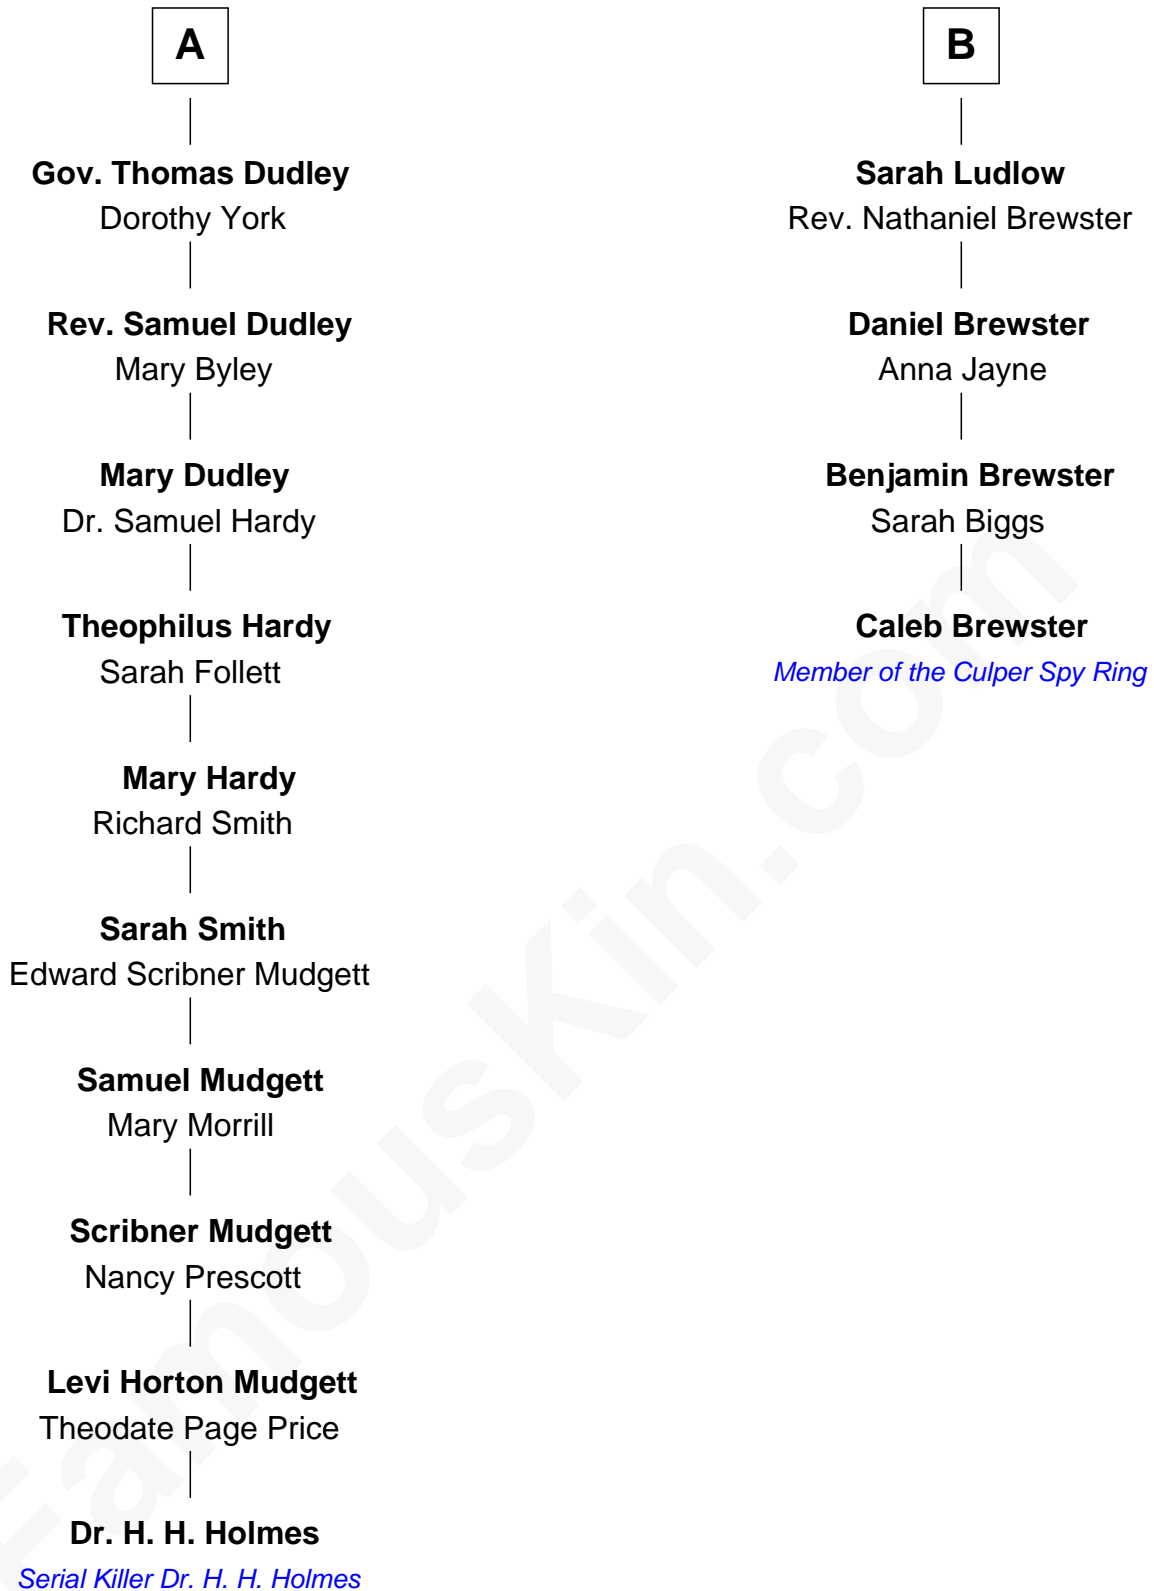 A
Gov. Thomas Dudley
Dorothy York
Rev. Samuel Dudley
Mary Byley
Mary Dudley
Dr. Samuel Hardy
Theophilus Hardy
Sarah Follett
Mary Hardy
Richard Smith
Sarah Smith
Edward Scribner Mudgett
Samuel Mudgett
Mary Morrill
Scribner Mudgett
Nancy Prescott
Levi Horton Mudgett
Theodate Page Price
Dr. H. H. Holmes
Serial Killer Dr. H. H. Holmes
B
Sarah Ludlow
Rev. Nathaniel Brewster
Daniel Brewster
Anna Jayne
Benjamin Brewster
Sarah Biggs
Caleb Brewster
Member of the Culper Spy Ring
FamousKin.com